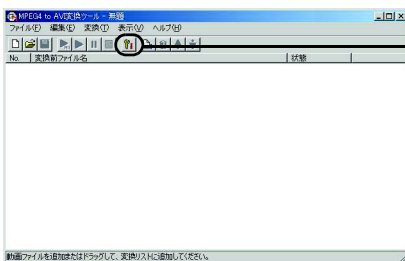 MPEG4 to AVI変換ツール - 無題
ファイル(F) 編集(E) 変換(T) 表示(V) ヘルプ(H)
No. 変換前ファイル名 状態
動画ファイルを追加またはドラッグして、変換リストに追加してください。